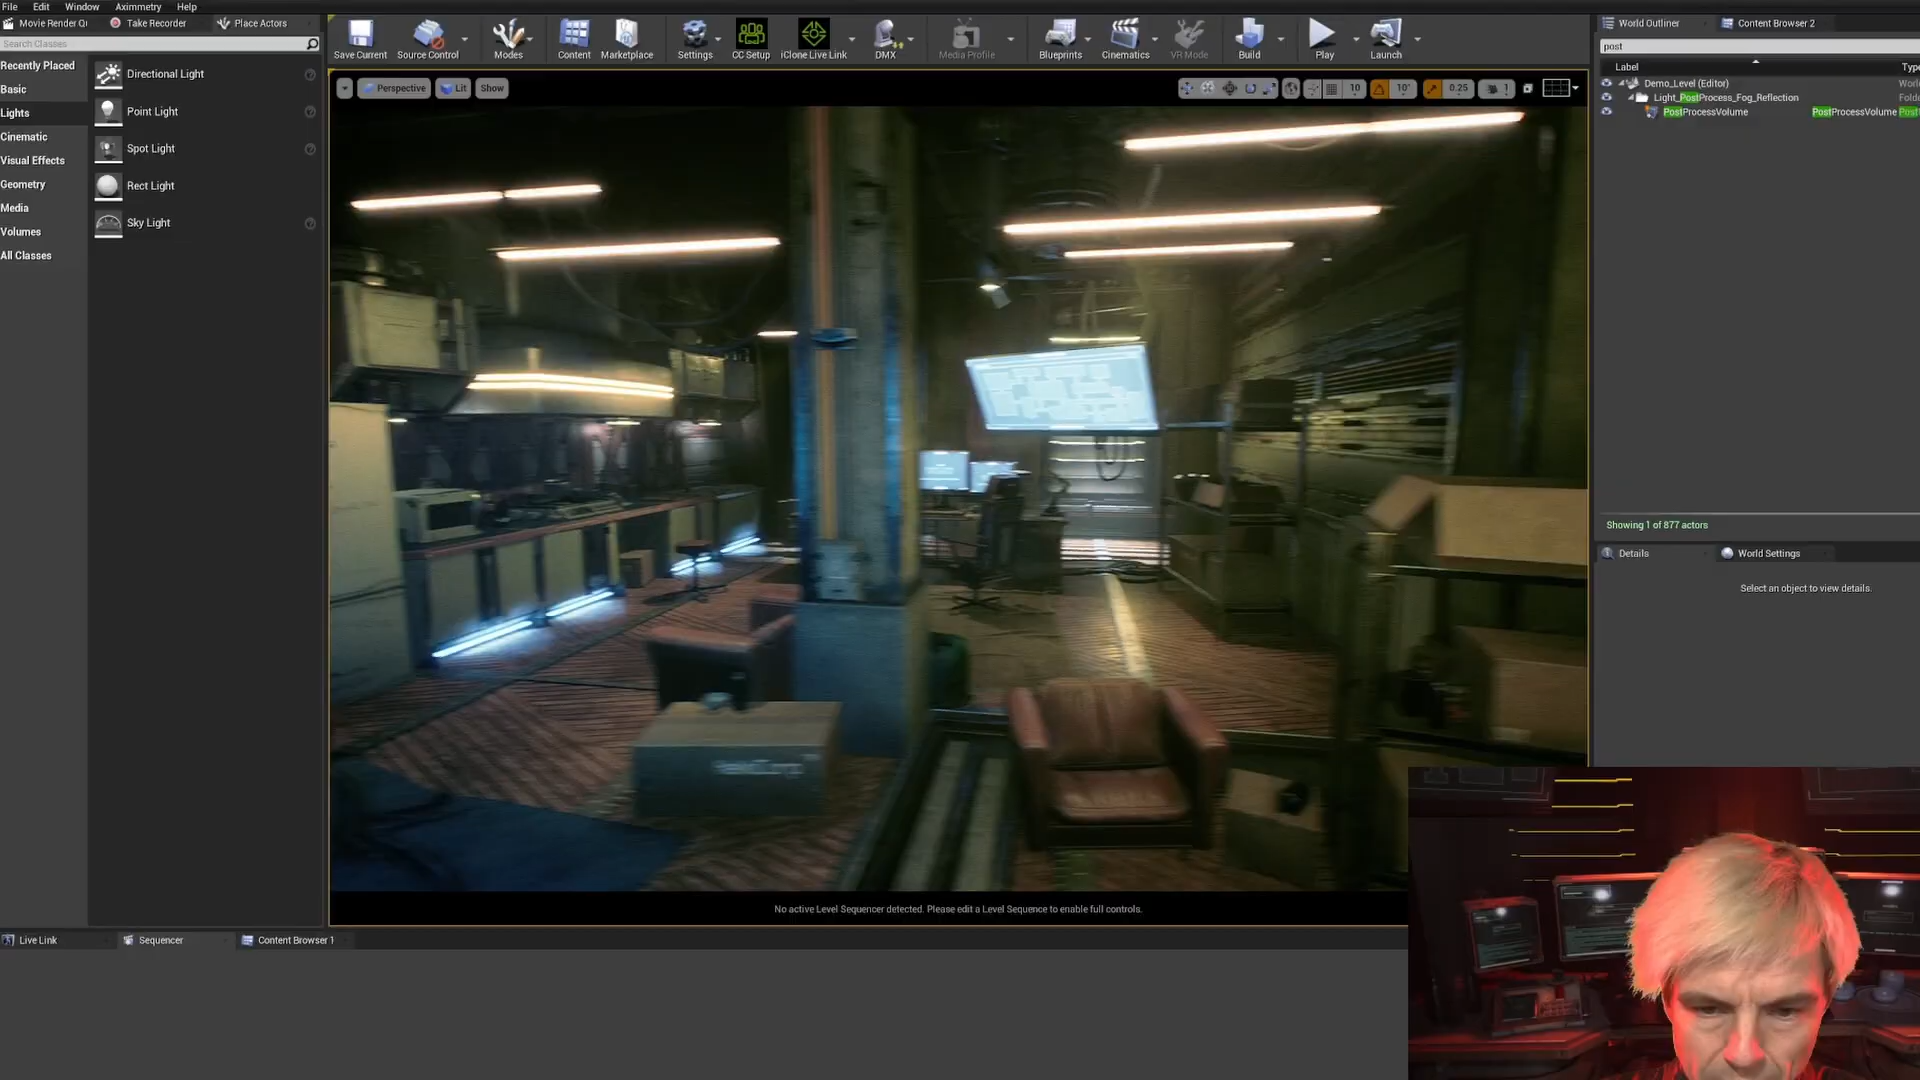 File Edit Window Aximmetry Help
Movie Render Qu Take Recorder Place Actors
Search Classes
Recently Placed
Basic
Lights
Cinematic
Visual Effects
Geometry
Media
Volumes
All Classes
Directional Light
Point Light
Spot Light
Rect Light
Sky Light
Save Current Source Control Modes Content Marketplace Settings CC Setup iClone Live Link DMX Media Profile Blueprints Cinematics VR Mode Build Play Launch
Perspective Lit Show
10 10° 0.25 1
World Outliner Content Browser 2
post
Label Type
Demo_Level (Editor) Worl
Light_PostProcess_Fog_Reflection Folde
PostProcessVolume PostProcessVolume Post
Showing 1 of 877 actors
Details World Settings
Select an object to view details.
No active Level Sequencer detected. Please edit a Level Sequence to enable full controls.
Live Link Sequencer Content Browser 1